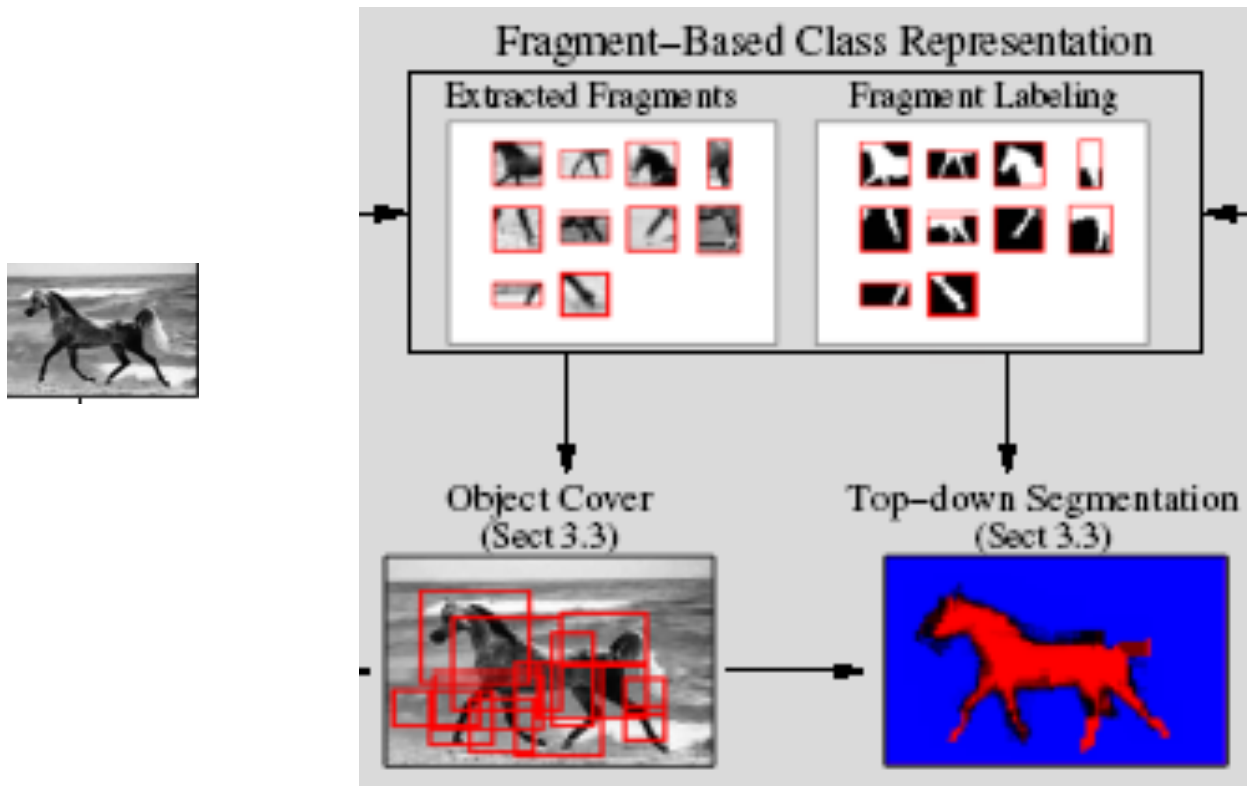 Fragment–Based Class Representation
Extracted Fragments
Fragment Labeling
Object Cover
(Sect 3.3)
Top–down Segmentation
(Sect 3.3)